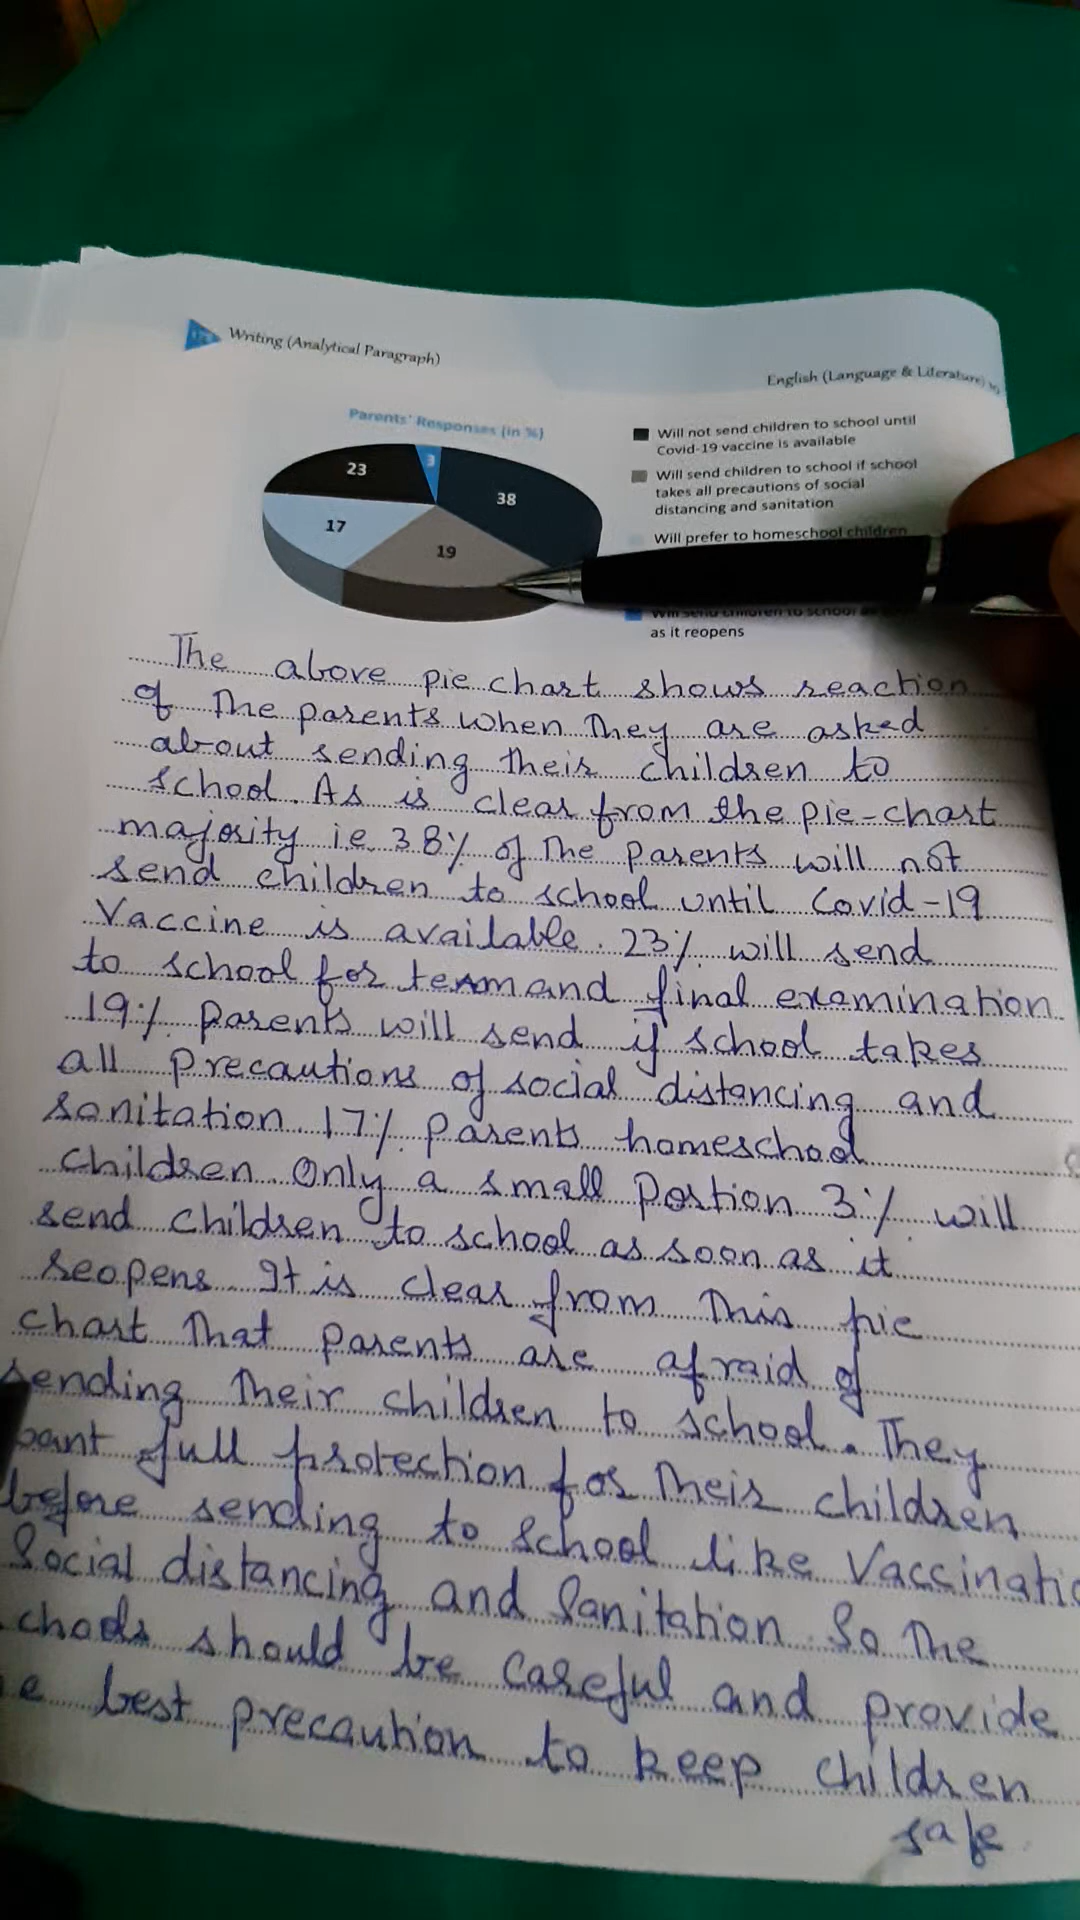 Writing (Analytical Paragraph)
English (Language & Literature)
Parents' Responses (in %)
23
3
38
17
19
Will not send children to school until
Covid-19 vaccine is available
Will send children to school if school
takes all precautions of social
distancing and sanitation
Will prefer to homeschool children
Will send children to school
as it reopens
The above pie chart shows reaction
of the parents when they are asked
about sending their children to
school. As is clear from the pie-chart
majority i.e. 38% of the parents will not
send children to school until Covid-19
Vaccine is available. 23% will send
to school for term and final examination
19% parents will send if school takes
all precautions of social distancing and
sanitation. 17% parents homeschool
children. Only a small portion 3% will
send children to school as soon as it
reopens. It is clear from this pie
chart that parents are afraid of
sending their children to school. They
full protection for their children
before sending to school like
Social distancing and Sanitation. So the
should be careful and provide
best precaution to keep children
safe